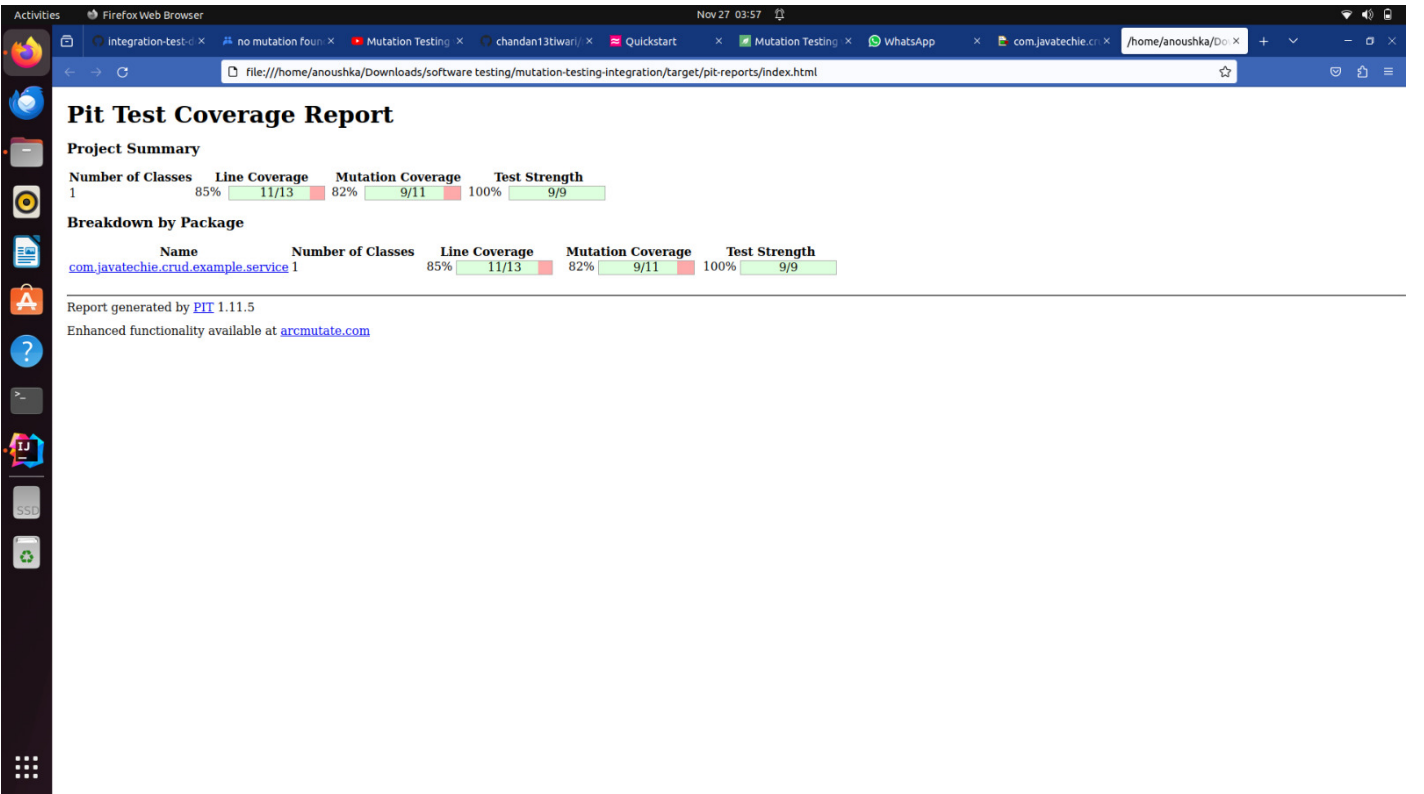 Activities Firefox Web Browser Nov 27 03:57
integration-test-d no mutation foun Mutation Testing chandan13tiwari/ Quickstart Mutation Testing WhatsApp com.javatechie.cr /home/anoushka/Do
file:///home/anoushka/Downloads/software testing/mutation-testing-integration/target/pit-reports/index.html
Pit Test Coverage Report
Project Summary
Number of Classes Line Coverage Mutation Coverage Test Strength
1 85% 11/13 82% 9/11 100% 9/9
Breakdown by Package
Name Number of Classes Line Coverage Mutation Coverage Test Strength
com.javatechie.crud.example.service 1 85% 11/13 82% 9/11 100% 9/9
Report generated by PIT 1.11.5
Enhanced functionality available at arcmutate.com
IJ
SSD